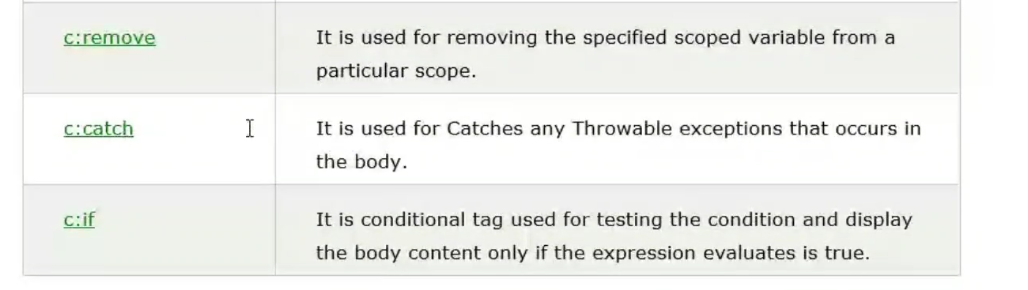 c:remove
It is used for removing the specified scoped variable from a
particular scope.
c:catch
It is used for Catches any Throwable exceptions that occurs in
the body.
c:if
It is conditional tag used for testing the condition and display
the body content only if the expression evaluates is true.